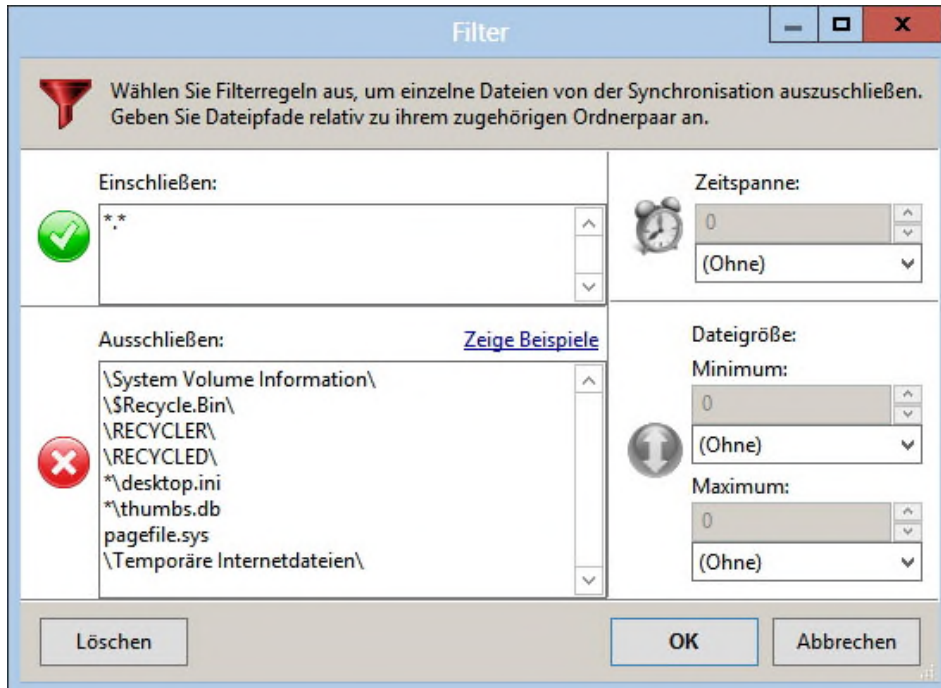 Filter
Wählen Sie Filterregeln aus, um einzelne Dateien von der Synchronisation auszuschließen.
Geben Sie Dateipfade relativ zu ihrem zugehörigen Ordnerpaar an.
Einschließen:
*.*
Ausschließen:
Zeige Beispiele
\System Volume Information\
\$Recycle.Bin\
\RECYCLER\
\RECYCLED\
*\desktop.ini
*\thumbs.db
pagefile.sys
\Temporäre Internetdateien\
Zeitspanne:
0
(Ohne)
Dateigröße:
Minimum:
0
(Ohne)
Maximum:
0
(Ohne)
Löschen
OK
Abbrechen